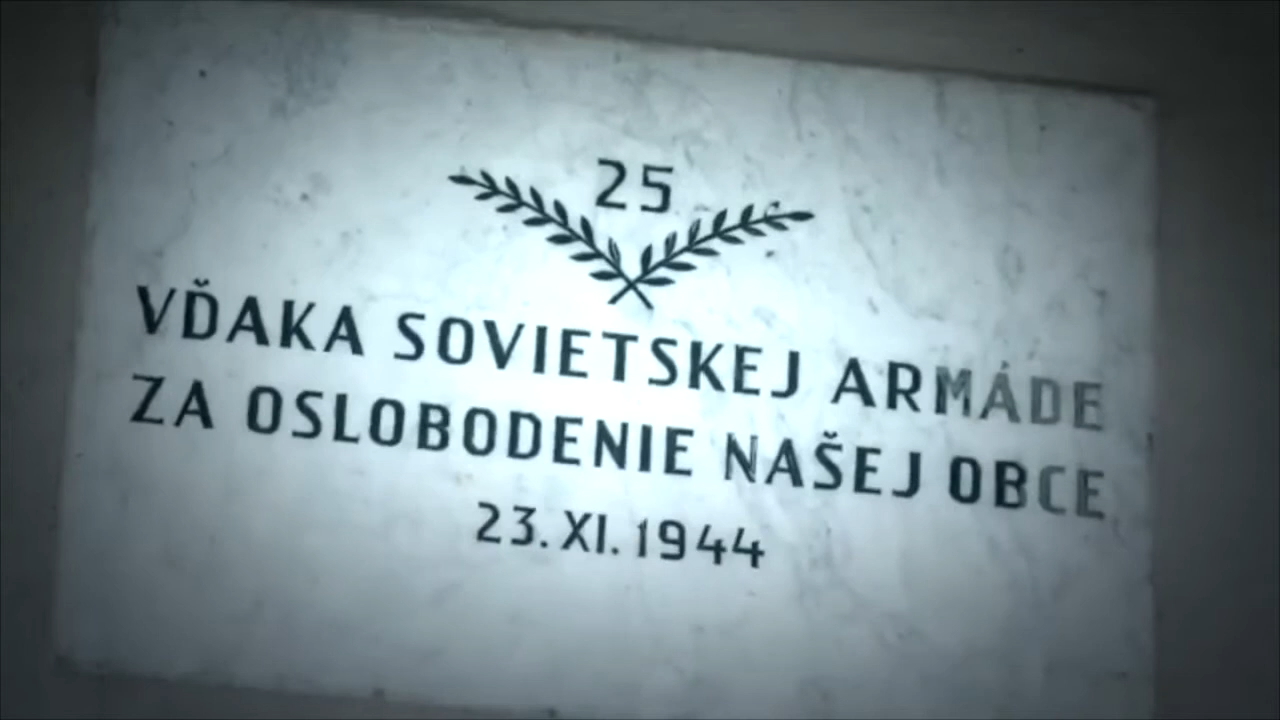 25
VĎAKA SOVIETSKEJ ARMÁDE
ZA OSLOBODENIE NAŠEJ OBCE
23. XI. 1944